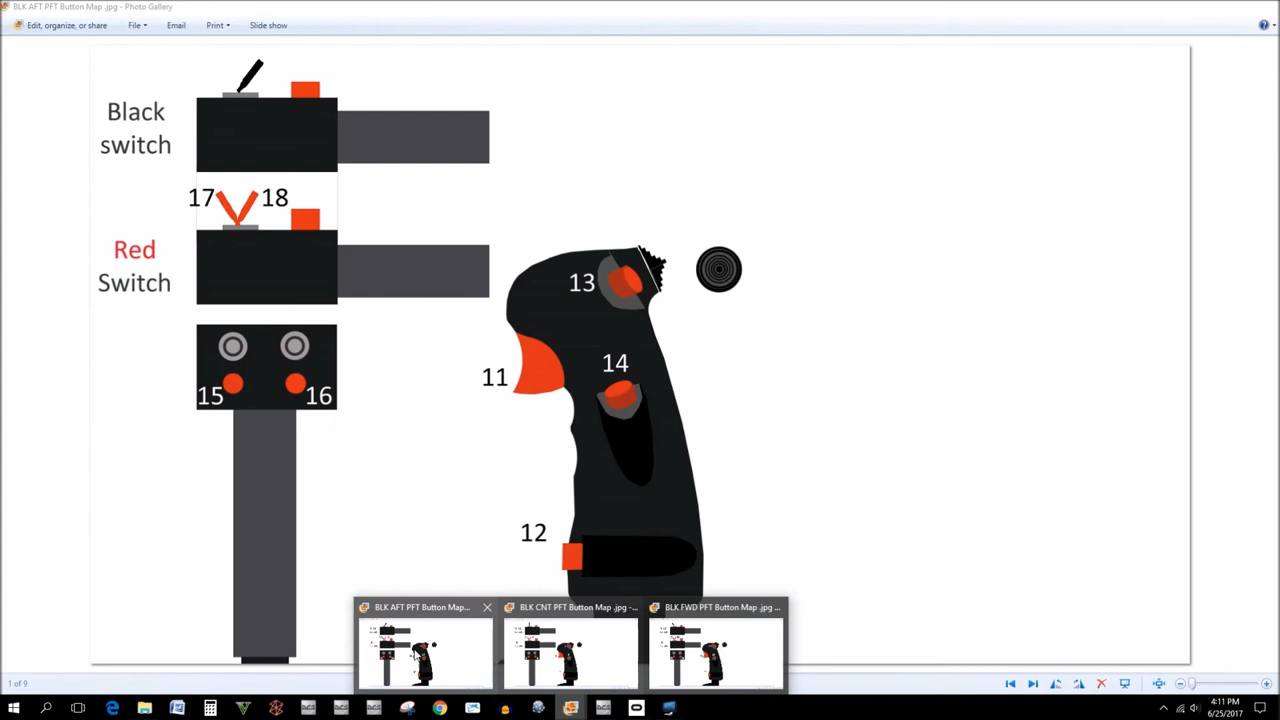 BLK AFT PFT Button Map .jpg - Photo Gallery
Edit, organize, or share File Email Print Slide show
Black
switch
17 18
Red
Switch
13
14
11
15 16
12
BLK AFT PFT Button Map... BLK CNT PFT Button Map .jpg -... BLK FWD PFT Button Map .jpg ...
1 of 9
4:11 PM
6/25/2017